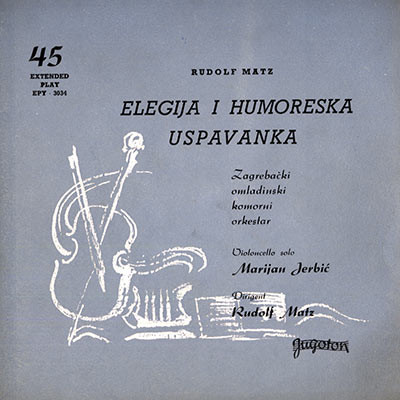 45
EXTENDED
PLAY
EPY - 3034
RUDOLF MATZ
ELEGIJA I HUMORESKA
USPAVANKA
Zagrebački
omladinski
komorni
orkestar
Violoncello solo
Marijan Jerbić
Dirigent
Rudolf Matz
jugoton